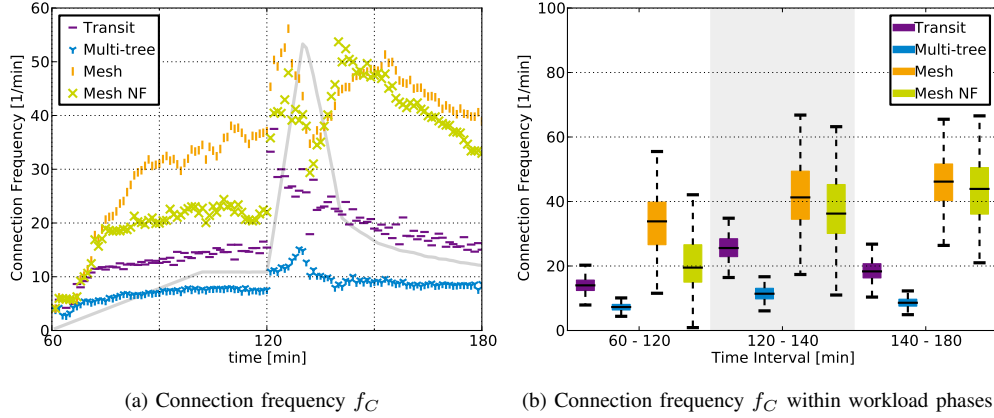 60
50
40
30
20
10
0
60
120
180
Connection Frequency [1/min]
time [min]
Transit
Multi-tree
Mesh
Mesh NF
(a) Connection frequency f_C
100
80
60
40
20
0
60 - 120
120 - 140
140 - 180
Connection Frequency [1/min]
Time Interval [min]
Transit
Multi-tree
Mesh
Mesh NF
(b) Connection frequency f_C within workload phases